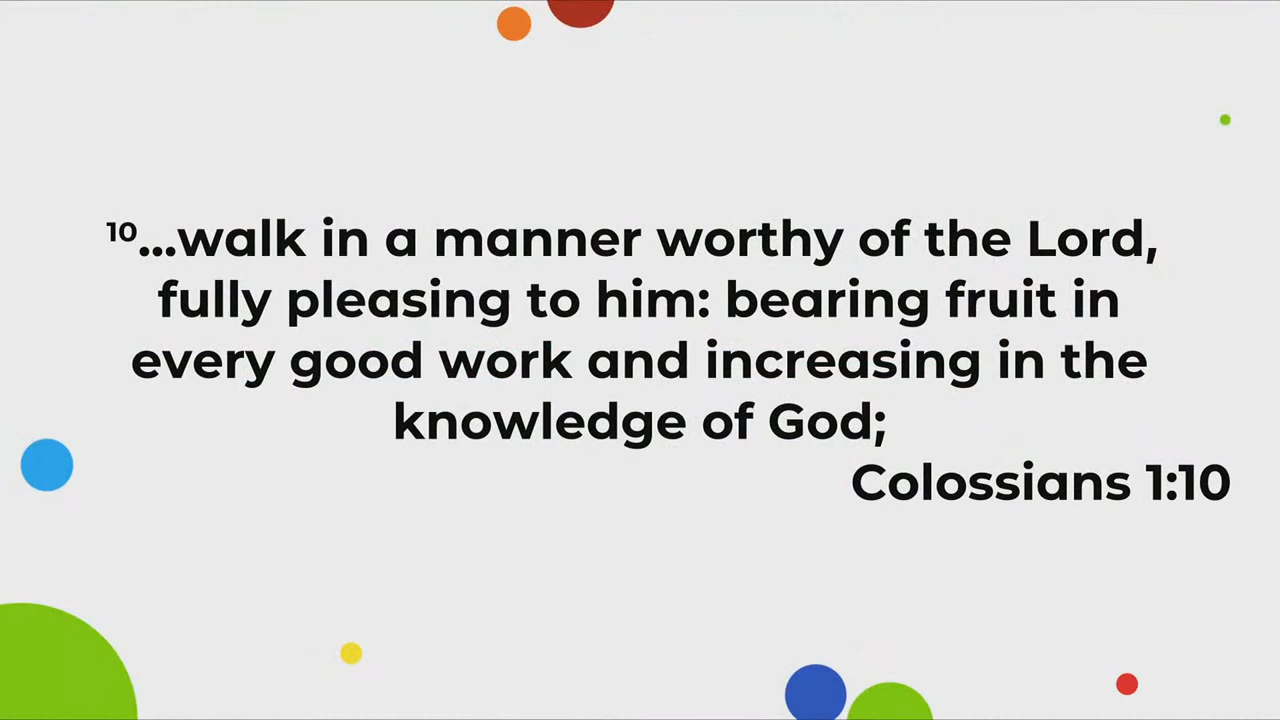 ¹⁰...walk in a manner worthy of the Lord,
fully pleasing to him: bearing fruit in
every good work and increasing in the
knowledge of God;
Colossians 1:10